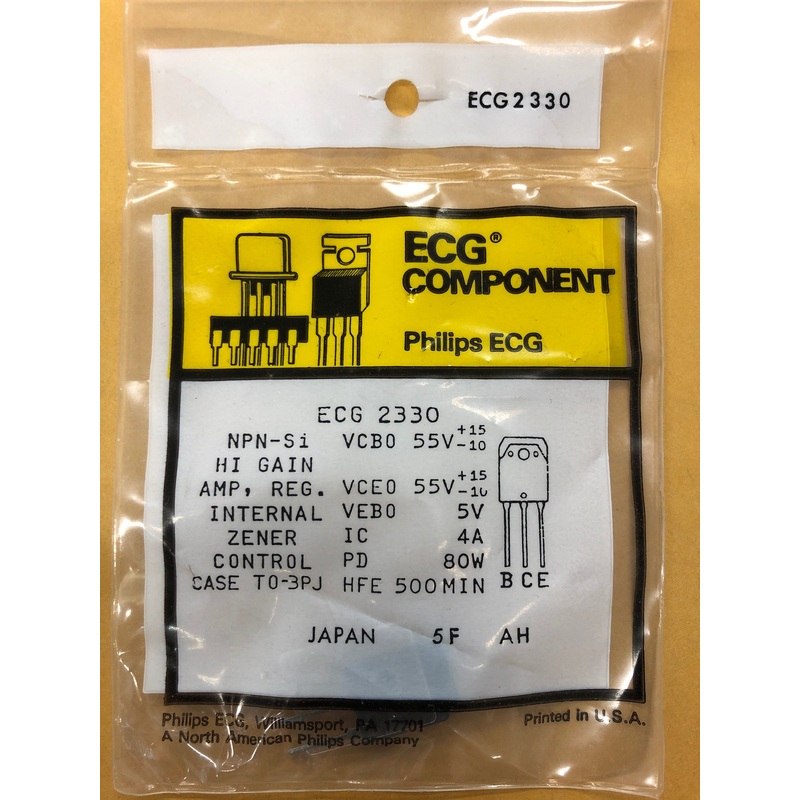 ECG2330
ECG®
COMPONENT
Philips ECG
ECG 2330
NPN-Si VCBO 55V +15 -10
HI GAIN
AMP, REG. VCEO 55V +15 -10
INTERNAL VEBO 5V
ZENER IC 4A
CONTROL PD 80W
CASE TO-3PJ HFE 500MIN
B C E
JAPAN 5F AH
Philips ECG, Williamsport, PA 17701
A North American Philips Company
Printed in U.S.A.